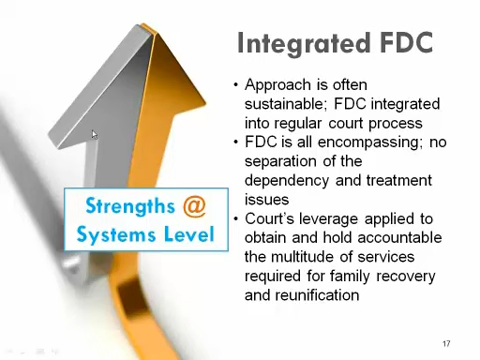 Integrated FDC
• Approach is often
sustainable; FDC integrated
into regular court process
• FDC is all encompassing; no
separation of the
dependency and treatment
issues
• Court's leverage applied to
obtain and hold accountable
the multitude of services
required for family recovery
and reunification
Strengths @
Systems Level
17